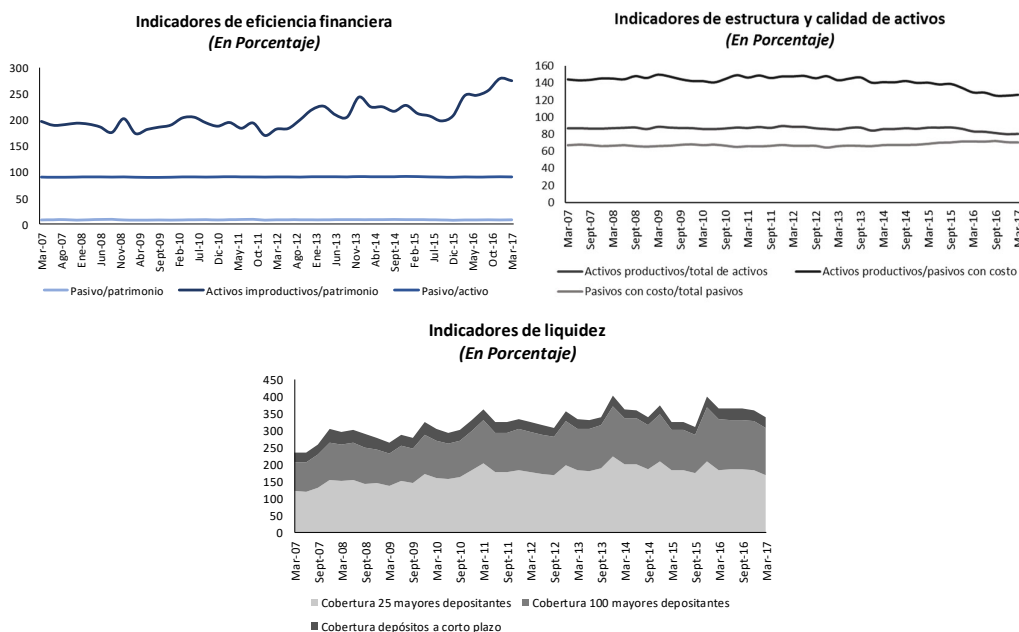 Indicadores de eficiencia financiera
(En Porcentaje)
300
250
200
150
100
50
0
Mar-07 Ago-07 Ene-08 Jun-08 Nov-08 Abr-09 Sept-09 Feb-10 Jul-10 Dic-10 May-11 Oct-11 Mar-12 Ago-12 Ene-13 Jun-13 Nov-13 Abr-14 Sept-14 Feb-15 Jul-15 Dic-15 May-16 Oct-16 Mar-17
Pasivo/patrimonio Activos improductivos/patrimonio Pasivo/activo
Indicadores de estructura y calidad de activos
(En Porcentaje)
160
140
120
100
80
60
40
20
0
Mar-07 Sept-07 Mar-08 Sept-08 Mar-09 Sept-09 Mar-10 Sept-10 Mar-11 Sept-11 Mar-12 Sept-12 Mar-13 Sept-13 Mar-14 Sept-14 Mar-15 Sept-15 Mar-16 Sept-16 Mar-17
Activos productivos/total de activos Activos productivos/pasivos con costo
Pasivos con costo/total pasivos
Indicadores de liquidez
(En Porcentaje)
450
400
350
300
250
200
150
100
50
0
Mar-07 Sept-07 Mar-08 Sept-08 Mar-09 Sept-09 Mar-10 Sept-10 Mar-11 Sept-11 Mar-12 Sept-12 Mar-13 Sept-13 Mar-14 Sept-14 Mar-15 Sept-15 Mar-16 Sept-16 Mar-17
Cobertura 25 mayores depositantes Cobertura 100 mayores depositantes
Cobertura depósitos a corto plazo